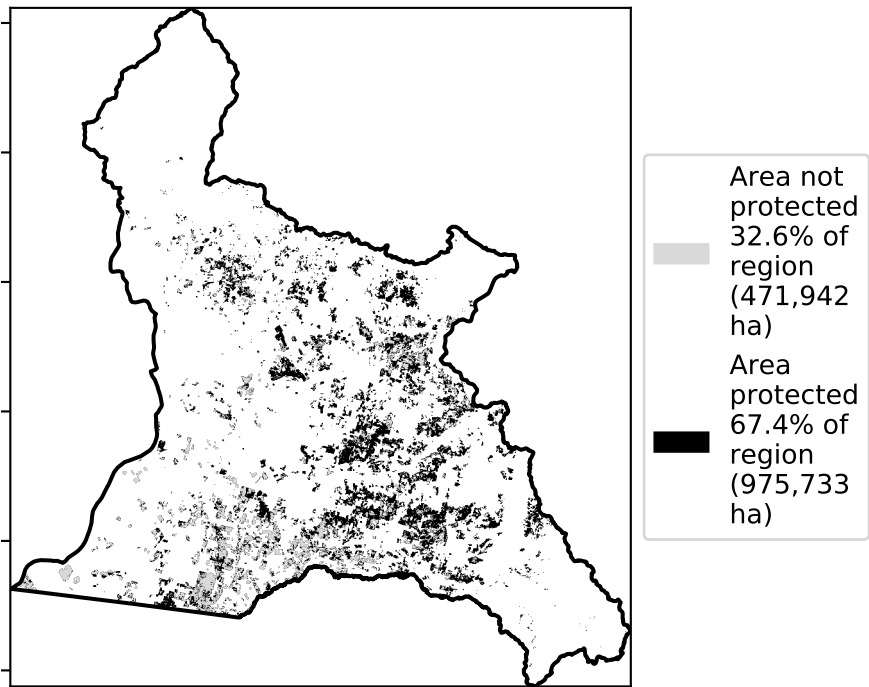 Area not
protected
32.6% of
region
(471,942
ha)
Area
protected
67.4% of
region
(975,733
ha)